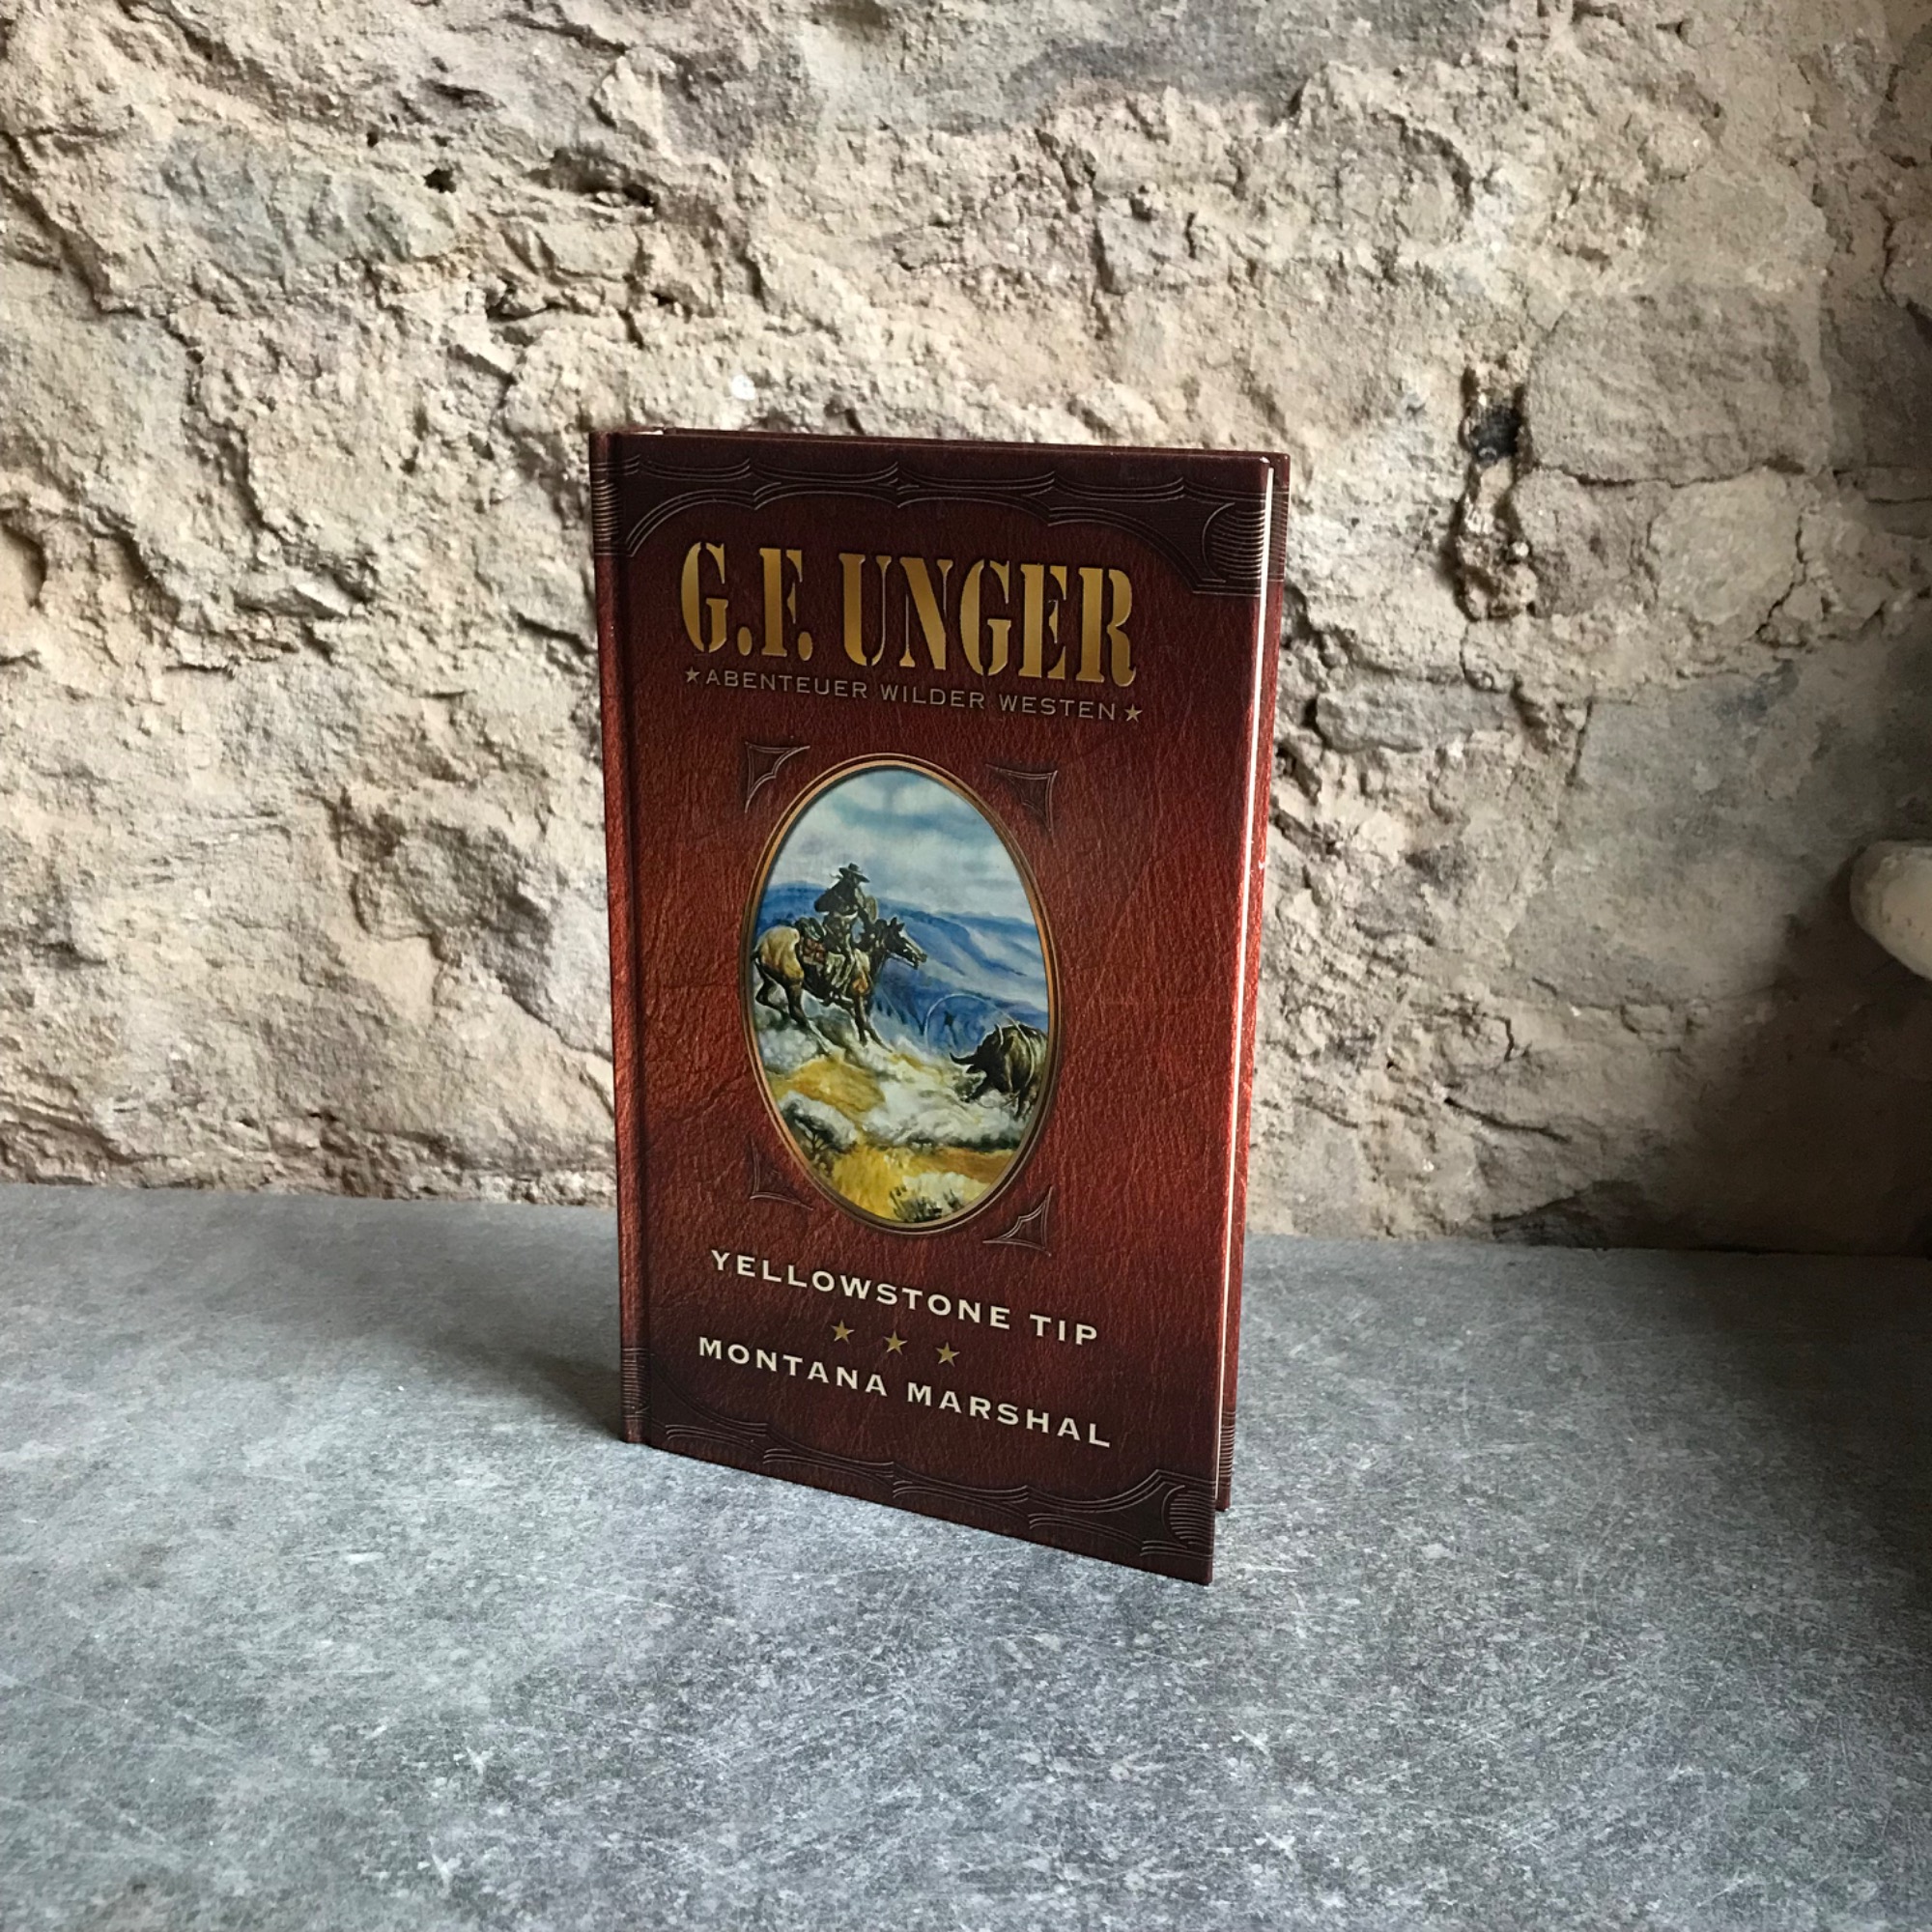 G.F. UNGER
★ABENTEUER WILDER WESTEN★
YELLOWSTONE TIP
★ ★ ★
MONTANA MARSHAL